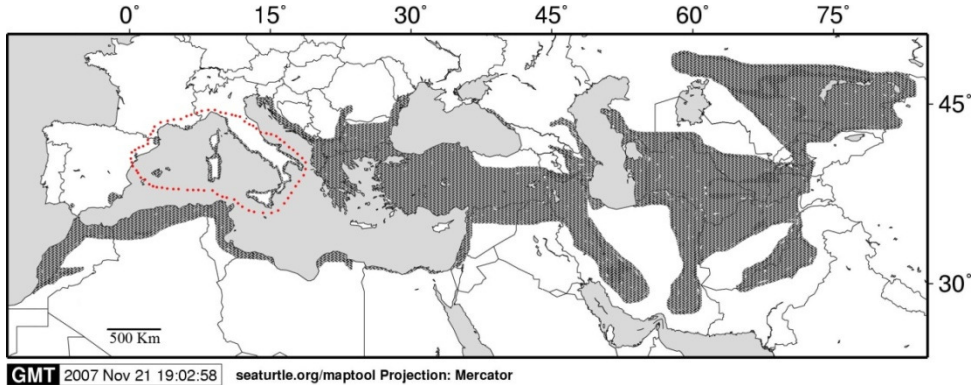 0° 15° 30° 45° 60° 75°
45°
30°
500 Km
GMT 2007 Nov 21 19:02:58 seaturtle.org/maptool Projection: Mercator